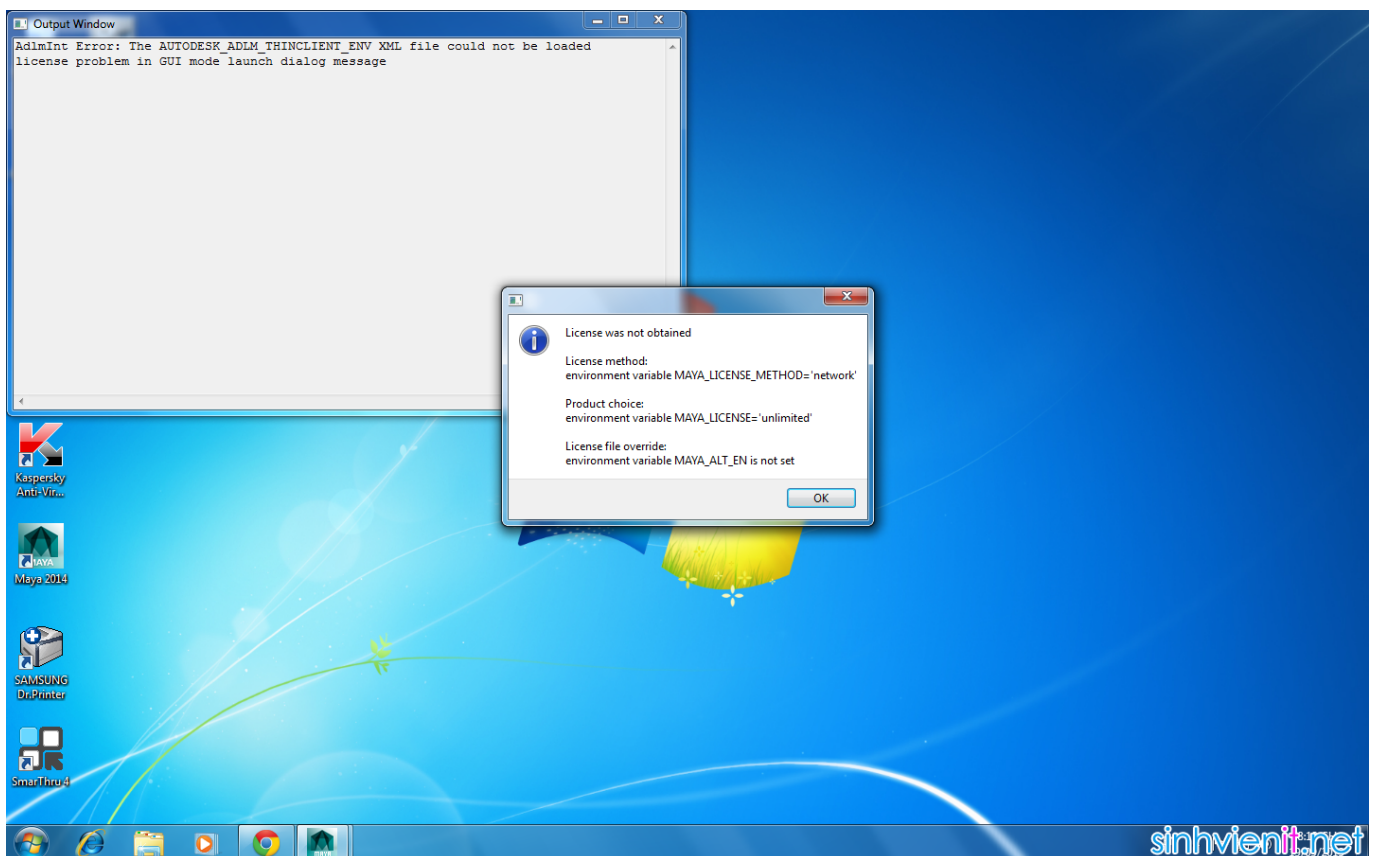 Output Window
AdlmInt Error: The AUTODESK_ADLM_THINCLIENT_ENV XML file could not be loaded
license problem in GUI mode launch dialog message
License was not obtained
License method:
environment variable MAYA_LICENSE_METHOD='network'
Product choice:
environment variable MAYA_LICENSE='unlimited'
License file override:
environment variable MAYA_ALT_EN is not set
OK
Kaspersky
Anti-Vir...
MAYA
Maya 2014
SAMSUNG
Dr.Printer
SmarThru 4
MAYA
sinhvienit.net